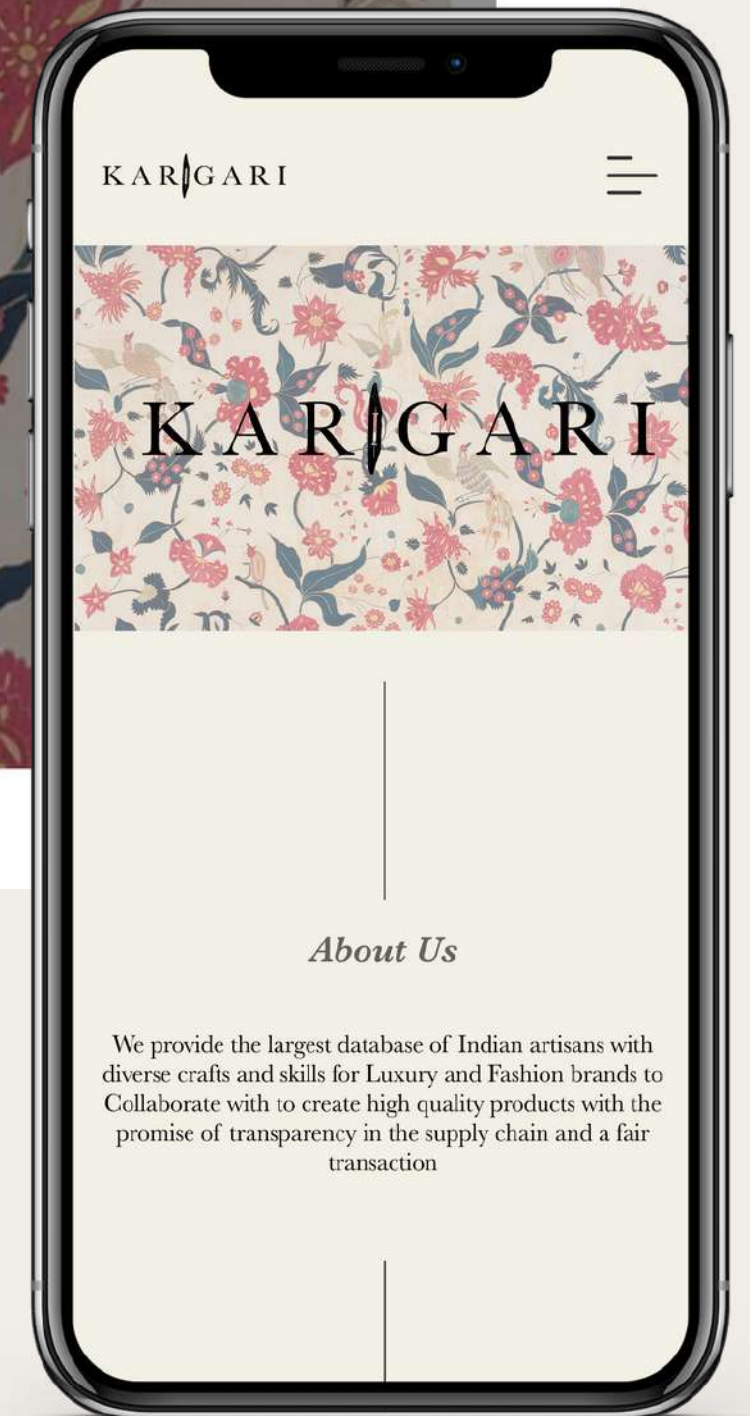 KARIGARI
KARIGARI
About Us
We provide the largest database of Indian artisans with
diverse crafts and skills for Luxury and Fashion brands to
Collaborate with to create high quality products with the
promise of transparency in the supply chain and a fair
transaction